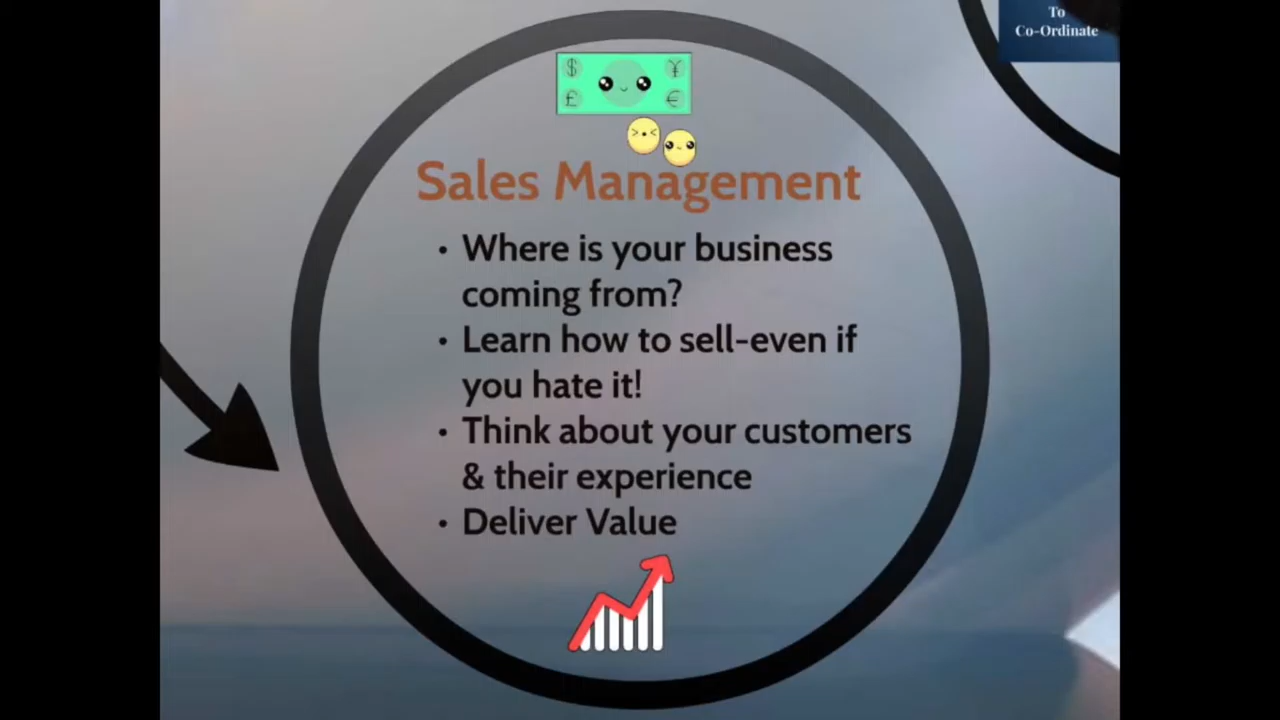 To
Co-Ordinate
$ ¥
£ €
Sales Management
• Where is your business
coming from?
• Learn how to sell-even if
you hate it!
• Think about your customers
& their experience
• Deliver Value